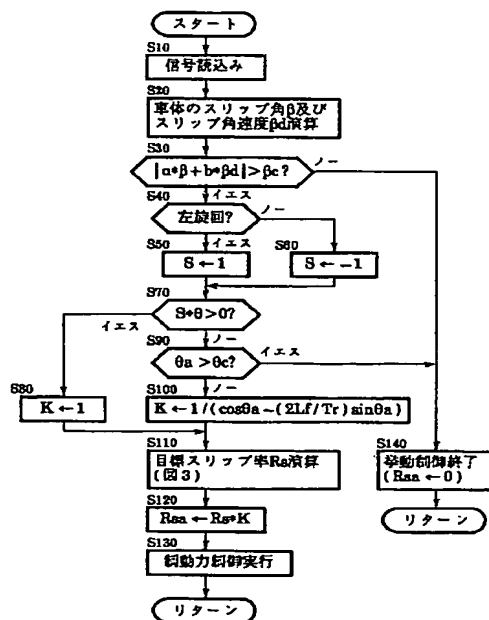 スタート
S10
信号読込み
S20
車体のスリップ角β及び
スリップ角速度βd演算
S30
|a*β+b*βd|>βc?
ノー
イエス
S40
左旋回?
ノー
イエス
S50
S←1
S60
S←−1
S70
S*θ>0?
イエス
ノー
S90
θa>θc?
イエス
ノー
S80
K←1
S100
K←1/(cosθa−(2Lf/Tr)sinθa)
S110
目標スリップ率Rs演算
(図3)
S120
Rsa←Rs*K
S130
制動力制御実行
リターン
S140
挙動制御終了
(Rsa←0)
リターン